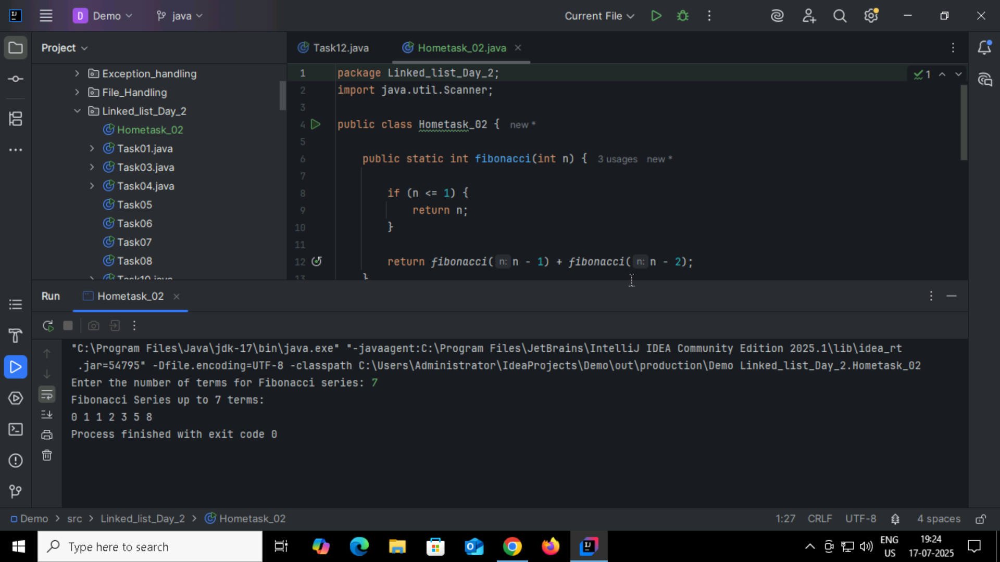 D Demo java Current File
Project
Task12.java Hometask_02.java
Exception_handling
File_Handling
Linked_list_Day_2
Hometask_02
Task01.java
Task03.java
Task04.java
Task05
Task06
Task07
Task08
Task10.java
1 package Linked_list_Day_2;
2 import java.util.Scanner;
3
4 public class Hometask_02 { new *
5
6 public static int fibonacci(int n) { 3 usages new *
7
8 if (n <= 1) {
9 return n;
10 }
11
12 return fibonacci( n: n - 1) + fibonacci( n: n - 2);
13 }
1
Run Hometask_02
"C:\Program Files\Java\jdk-17\bin\java.exe" "-javaagent:C:\Program Files\JetBrains\IntelliJ IDEA Community Edition 2025.1\lib\idea_rt
.jar=54795" -Dfile.encoding=UTF-8 -classpath C:\Users\Administrator\IdeaProjects\Demo\out\production\Demo Linked_list_Day_2.Hometask_02
Enter the number of terms for Fibonacci series: 7
Fibonacci Series up to 7 terms:
0 1 1 2 3 5 8
Process finished with exit code 0
Demo > src > Linked_list_Day_2 > Hometask_02 1:27 CRLF UTF-8 4 spaces
Type here to search
ENG
US
19:24
17-07-2025